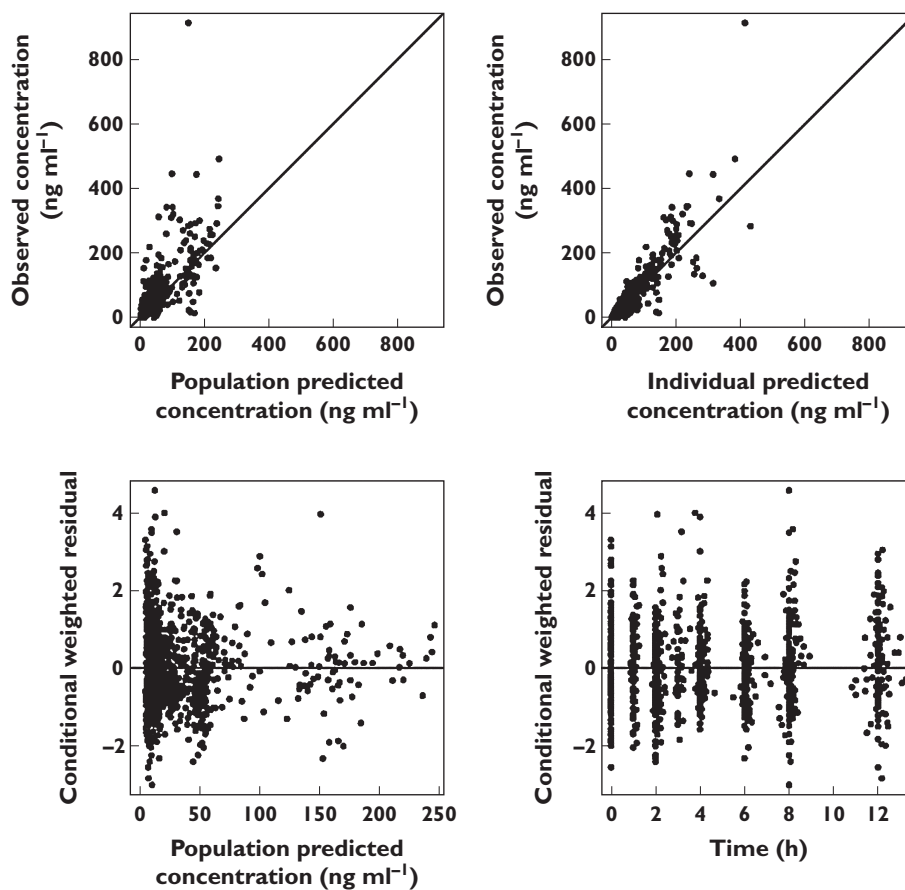 Observed concentration
(ng ml⁻¹)
800
600
400
200
0
0 200 400 600 800
Population predicted
concentration (ng ml⁻¹)
Observed concentration
(ng ml⁻¹)
800
600
400
200
0
0 200 400 600 800
Individual predicted
concentration (ng ml⁻¹)
Conditional weighted residual
4
2
0
−2
0 50 100 150 200 250
Population predicted
concentration (ng ml⁻¹)
Conditional weighted residual
4
2
0
−2
0 2 4 6 8 10 12
Time (h)